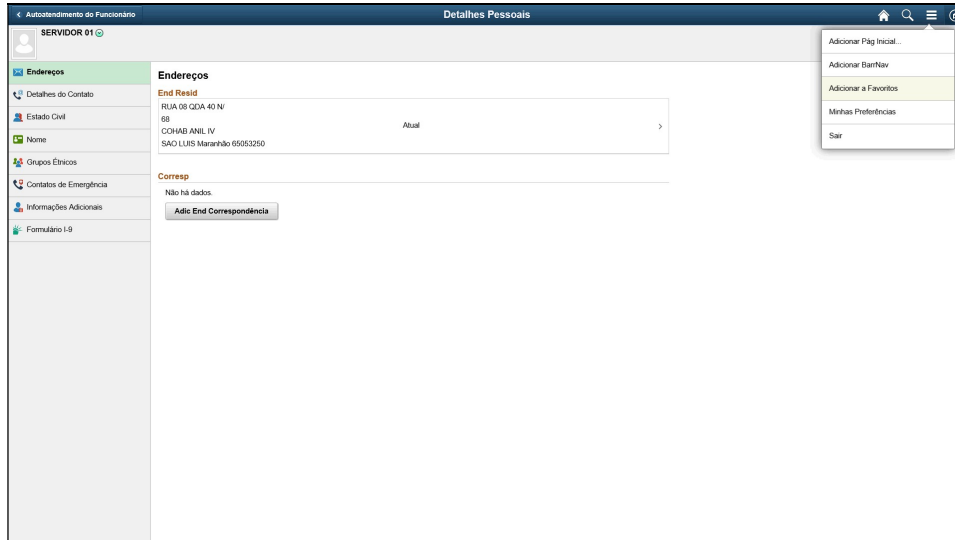 Autoatendimento do Funcionário
Detalhes Pessoais
SERVIDOR 01
Adicionar Pág Inicial...
Adicionar BarrNav
Adicionar a Favoritos
Minhas Preferências
Sair
Endereços
Detalhes do Contato
Estado Civil
Nome
Grupos Étnicos
Contatos de Emergência
Informações Adicionais
Formulário I-9
Endereços
End Resid
RUA 08 QDA 40 N/
68
COHAB ANIL IV
SAO LUIS Maranhão 65053250
Atual
Corresp
Não há dados.
Adic End Correspondência